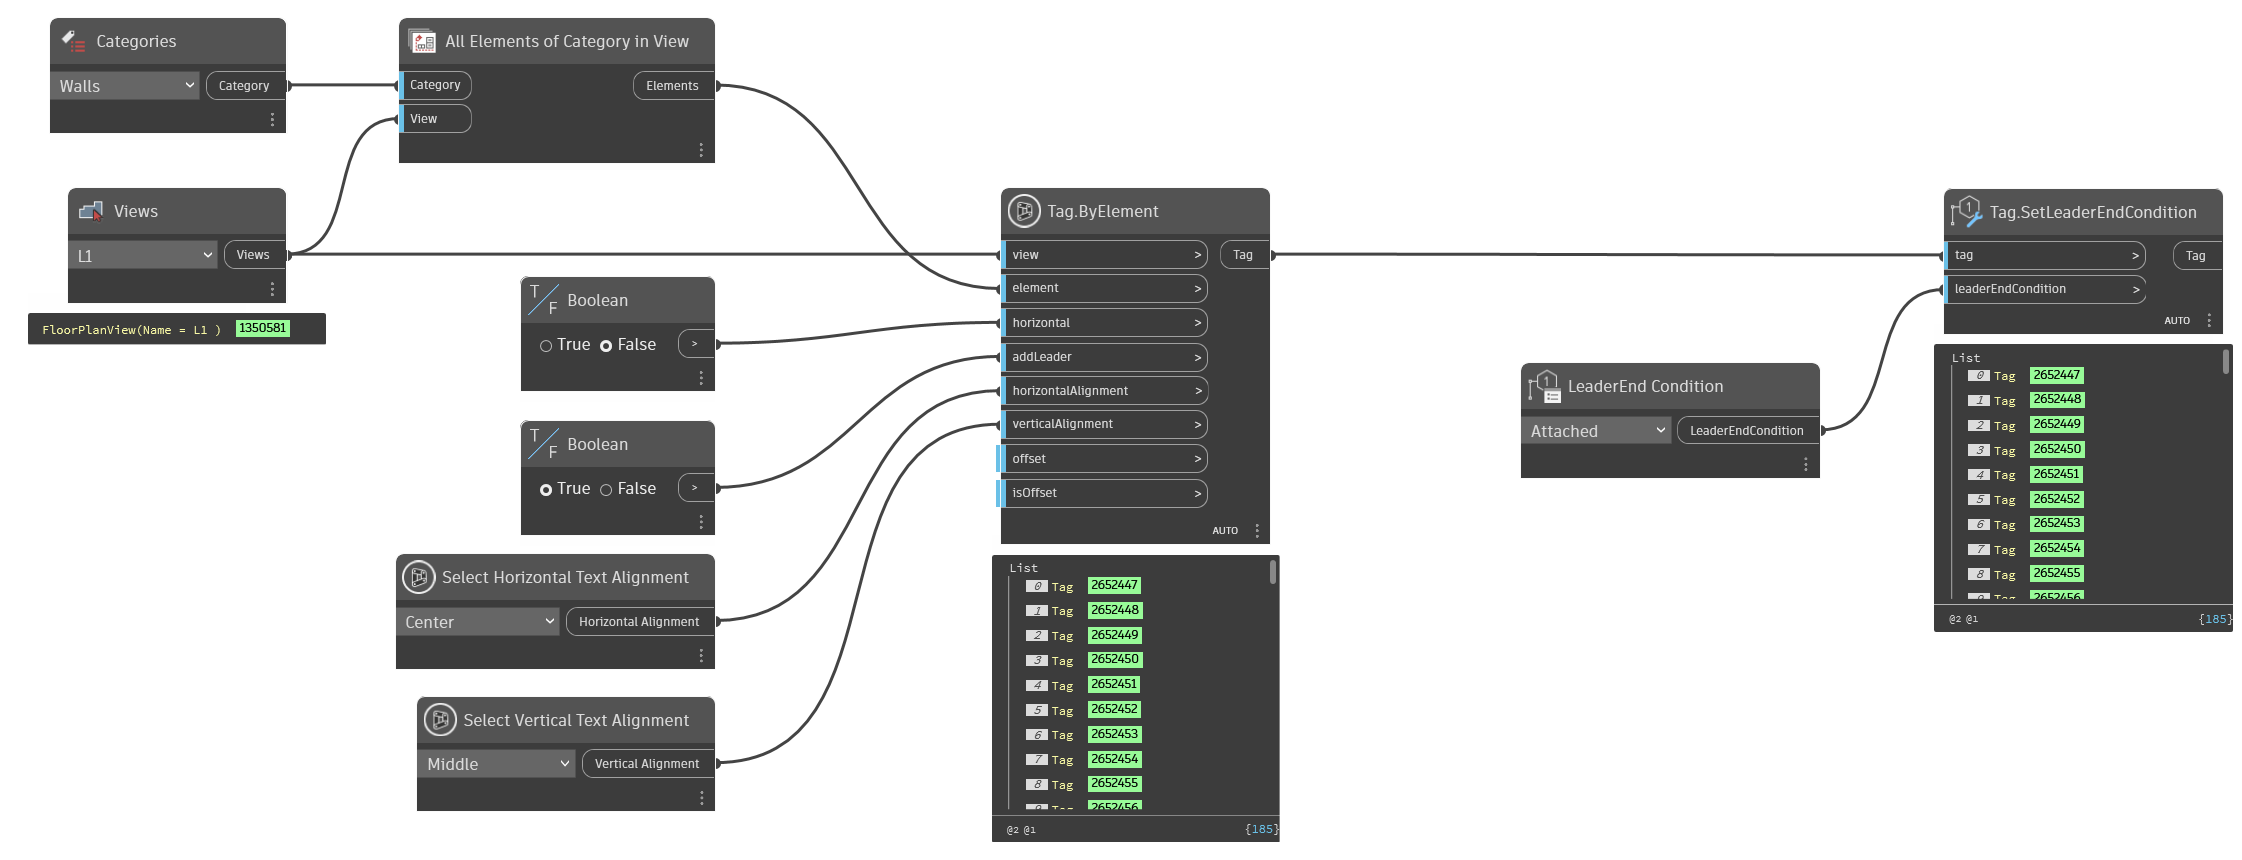 Categories
Walls
Category
All Elements of Category in View
Category
Elements
View
Views
L1
Views
FloorPlanView(Name = L1 ) 1350581
T
F
Boolean
True
False
>
T
F
Boolean
True
False
>
Select Horizontal Text Alignment
Center
Horizontal Alignment
Select Vertical Text Alignment
Middle
Vertical Alignment
Tag.ByElement
view >
Tag
element >
horizontal >
addLeader >
horizontalAlignment >
verticalAlignment >
offset >
isOffset >
AUTO
List
0 Tag 2652447
1 Tag 2652448
2 Tag 2652449
3 Tag 2652450
4 Tag 2652451
5 Tag 2652452
6 Tag 2652453
7 Tag 2652454
8 Tag 2652455
9 Tag 2652456
@2 @1
{185}
1
LeaderEnd Condition
Attached
LeaderEndCondition
1
Tag.SetLeaderEndCondition
tag >
Tag
leaderEndCondition >
AUTO
List
0 Tag 2652447
1 Tag 2652448
2 Tag 2652449
3 Tag 2652450
4 Tag 2652451
5 Tag 2652452
6 Tag 2652453
7 Tag 2652454
8 Tag 2652455
9 Tag 2652456
@2 @1
{185}